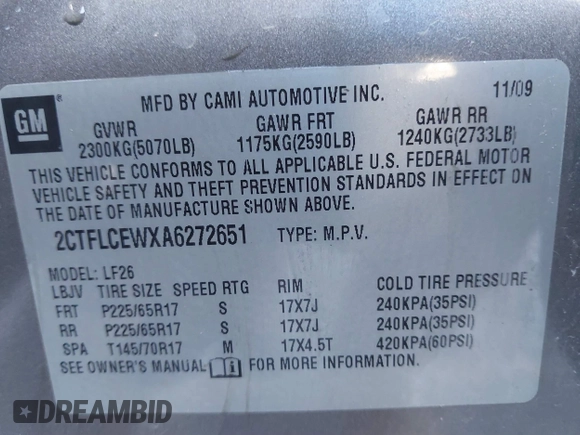 GM
MFD BY CAMI AUTOMOTIVE INC. 11/09
GVWR GAWR FRT GAWR RR
2300KG(5070LB) 1175KG(2590LB) 1240KG(2733LB)
THIS VEHICLE CONFORMS TO ALL APPLICABLE U.S. FEDERAL MOTOR
VEHICLE SAFETY AND THEFT PREVENTION STANDARDS IN EFFECT ON
THE DATE OF MANUFACTURE SHOWN ABOVE.
2CTFLCEWXA6272651 TYPE: M.P.V.
MODEL: LF26
LBJV TIRE SIZE SPEED RTG RIM COLD TIRE PRESSURE
FRT P225/65R17 S 17X7J 240KPA(35PSI)
RR P225/65R17 S 17X7J 240KPA(35PSI)
SPA T145/70R17 M 17X4.5T 420KPA(60PSI)
SEE OWNER'S MANUAL FOR MORE INFORMATION.
DREAMBID